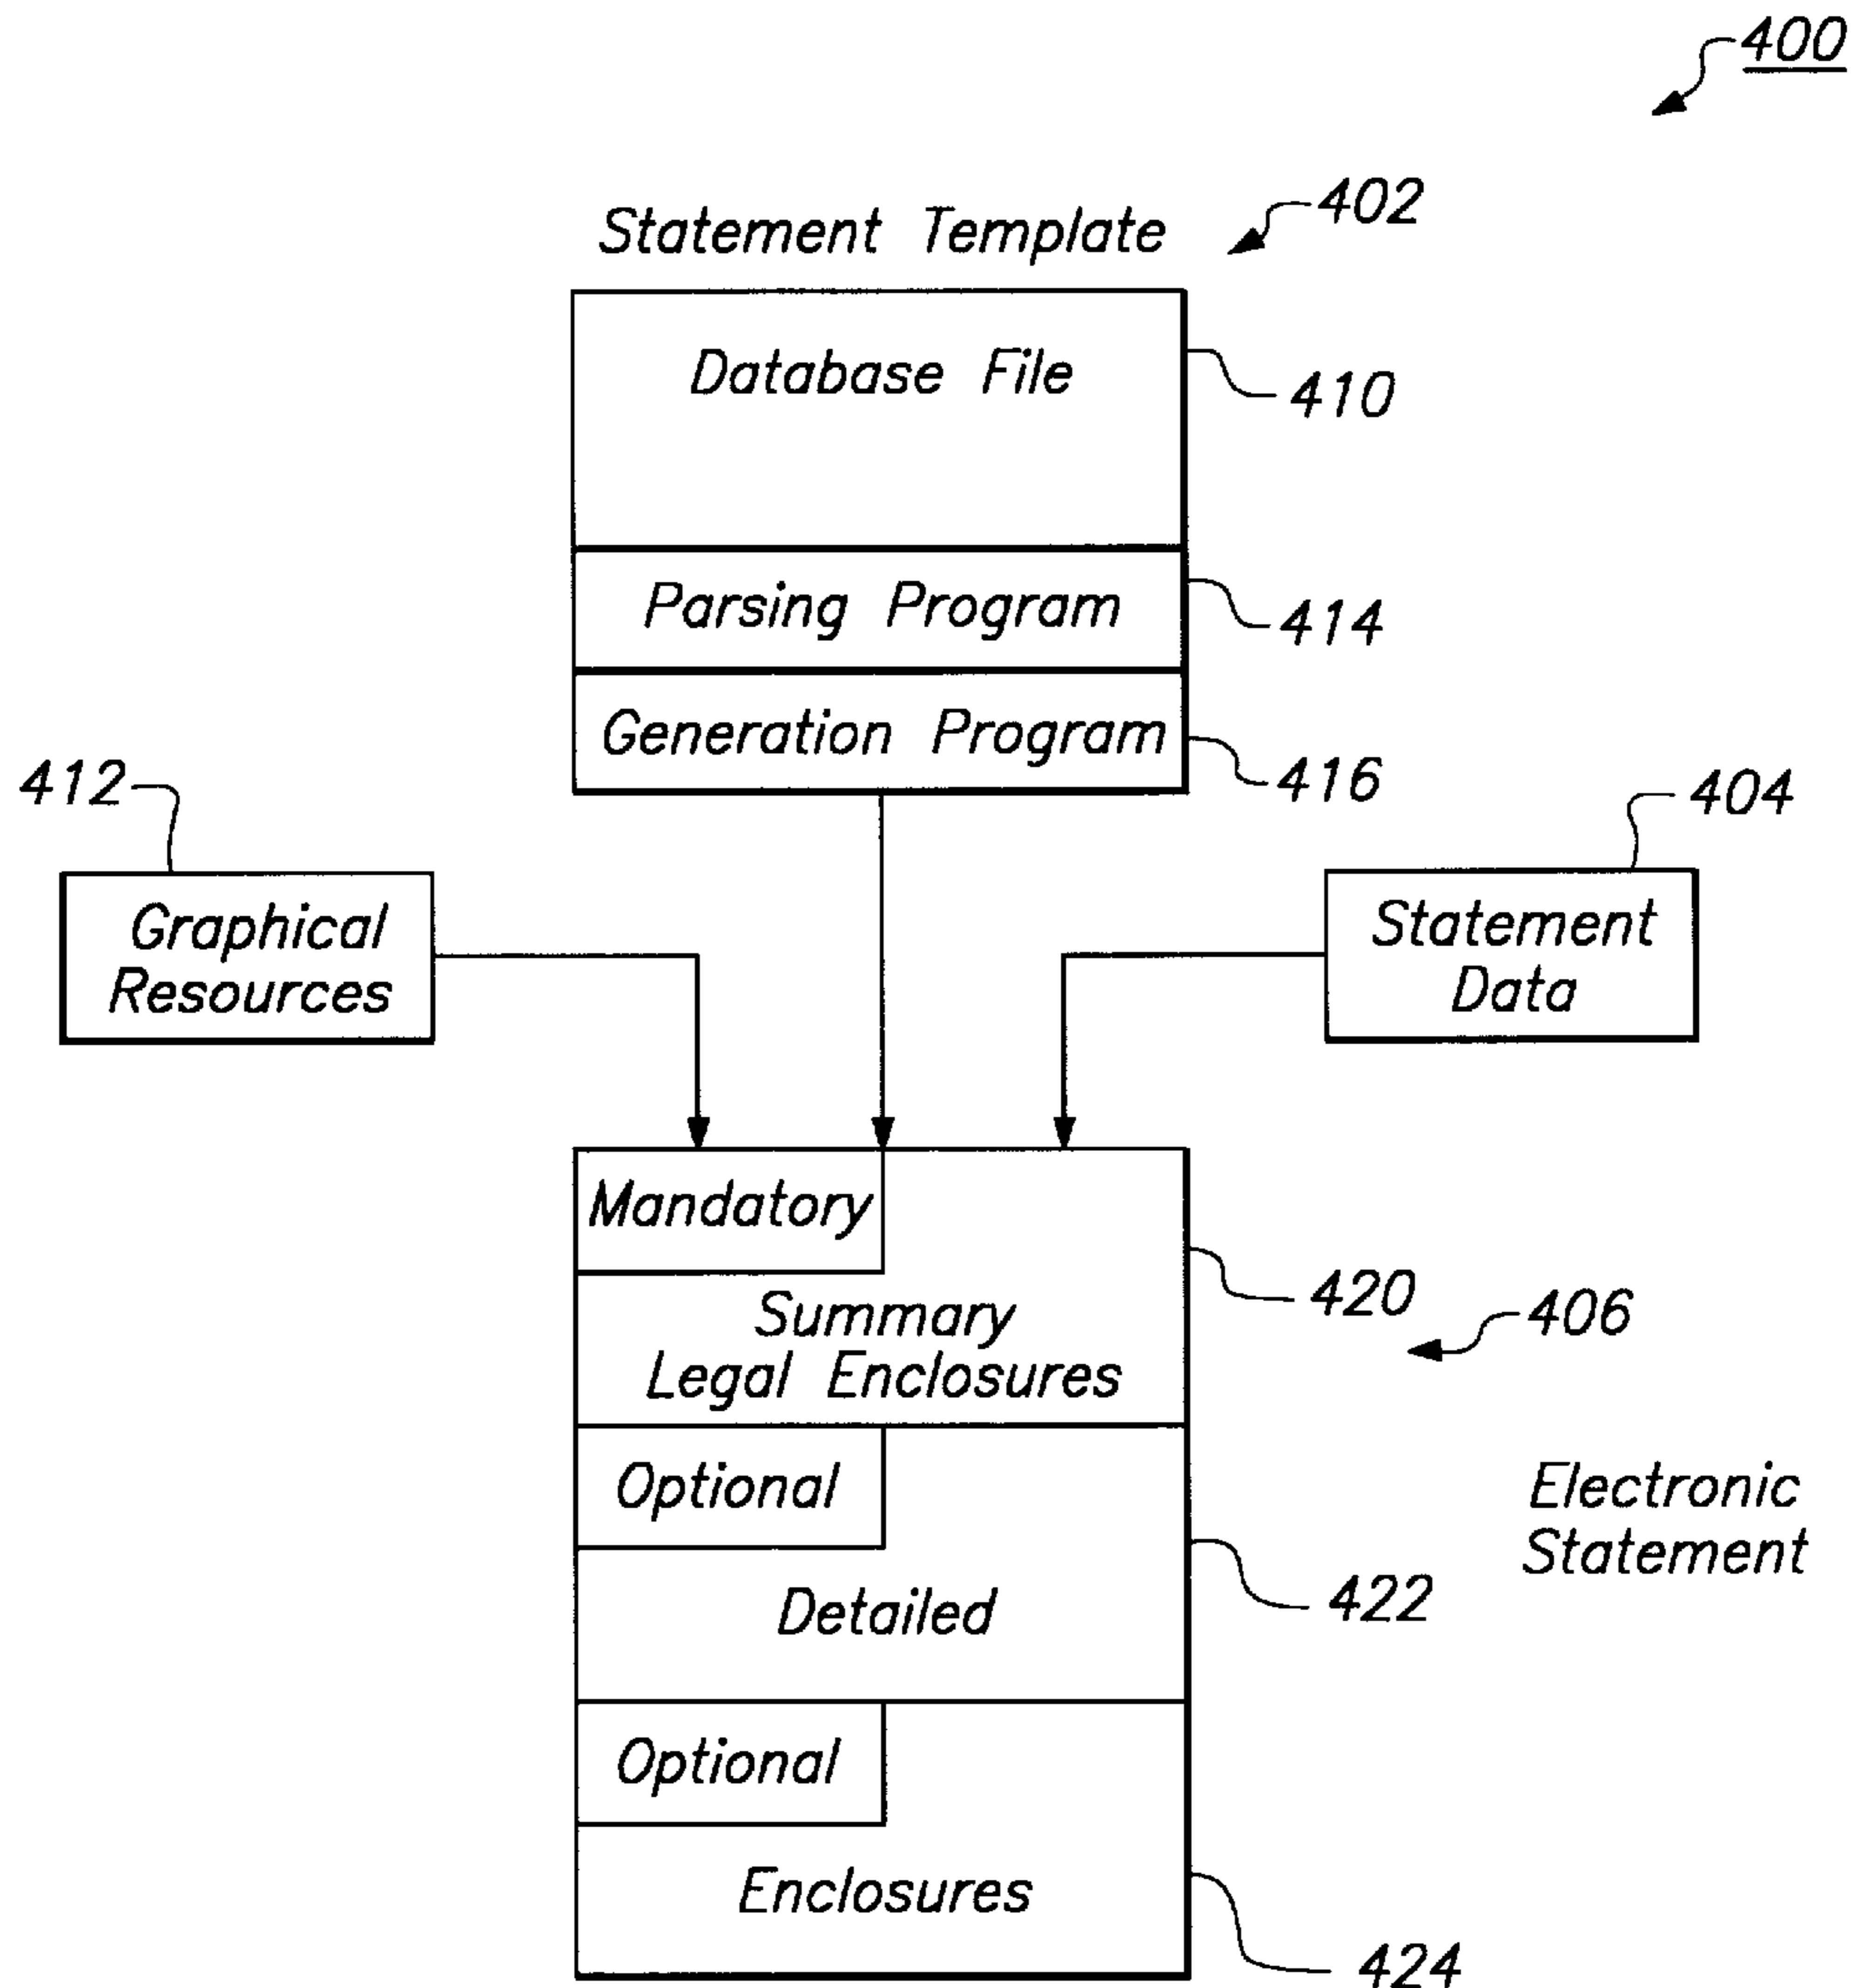 400
Statement Template
402
Database File
410
Parsing Program
414
Generation Program
416
412
404
Graphical
Resources
Statement
Data
Mandatory
420
406
Summary
Legal Enclosures
Optional
Electronic
Statement
422
Detailed
Optional
Enclosures
424